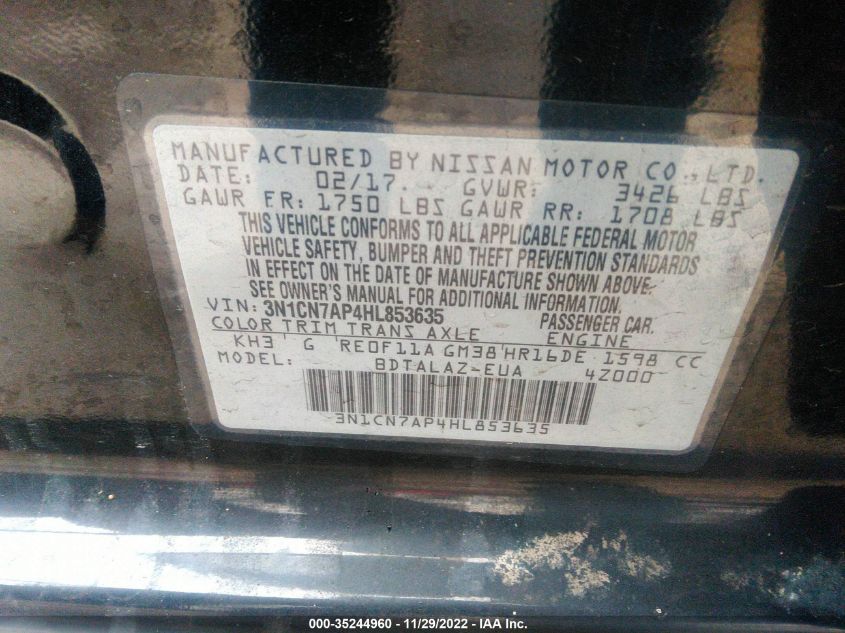 MANUFACTURED BY NISSAN MOTOR CO., LTD.
DATE: 02/17 GVWR: 3426 LBS
GAWR FR: 1750 LBS GAWR RR: 1708 LBS
THIS VEHICLE CONFORMS TO ALL APPLICABLE FEDERAL MOTOR
VEHICLE SAFETY, BUMPER AND THEFT PREVENTION STANDARDS
IN EFFECT ON THE DATE OF MANUFACTURE SHOWN ABOVE.
SEE OWNER'S MANUAL FOR ADDITIONAL INFORMATION.
VIN: 3N1CN7AP4HL853635 PASSENGER CAR.
COLOR TRIM TRANS AXLE ENGINE
KH3 G RE0F11A GM38 HR16DE 1598 CC
MODEL: BDTALAZ-EUA 4Z000
3N1CN7AP4HL853635
000-35244960 - 11/29/2022 - IAA Inc.